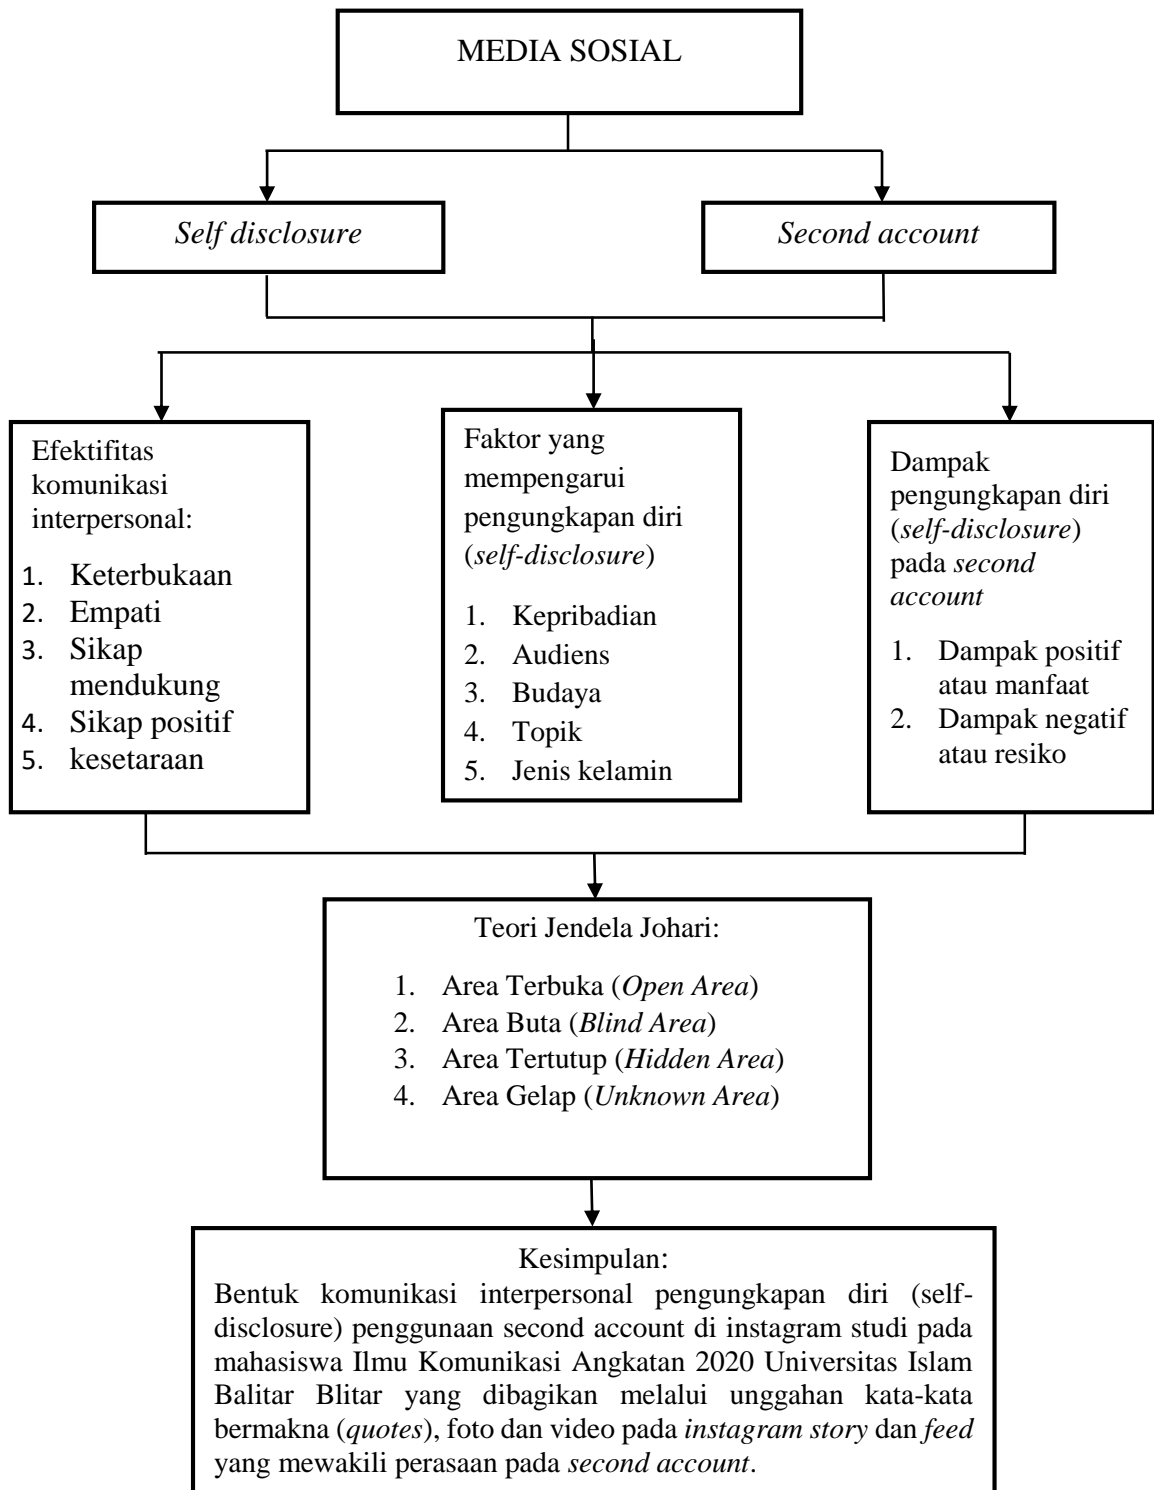 MEDIA SOSIAL
Self disclosure
Second account
Efektifitas
komunikasi
interpersonal:
1. Keterbukaan
2. Empati
3. Sikap
mendukung
4. Sikap positif
5. kesetaraan
Faktor yang
mempengarui
pengungkapan diri
(self-disclosure)
1. Kepribadian
2. Audiens
3. Budaya
4. Topik
5. Jenis kelamin
Dampak
pengungkapan diri
(self-disclosure)
pada second
account
1. Dampak positif
atau manfaat
2. Dampak negatif
atau resiko
Teori Jendela Johari:
1. Area Terbuka (Open Area)
2. Area Buta (Blind Area)
3. Area Tertutup (Hidden Area)
4. Area Gelap (Unknown Area)
Kesimpulan:
Bentuk komunikasi interpersonal pengungkapan diri (self-
disclosure) penggunaan second account di instagram studi pada
mahasiswa Ilmu Komunikasi Angkatan 2020 Universitas Islam
Balitar Blitar yang dibagikan melalui unggahan kata-kata
bermakna (quotes), foto dan video pada instagram story dan feed
yang mewakili perasaan pada second account.